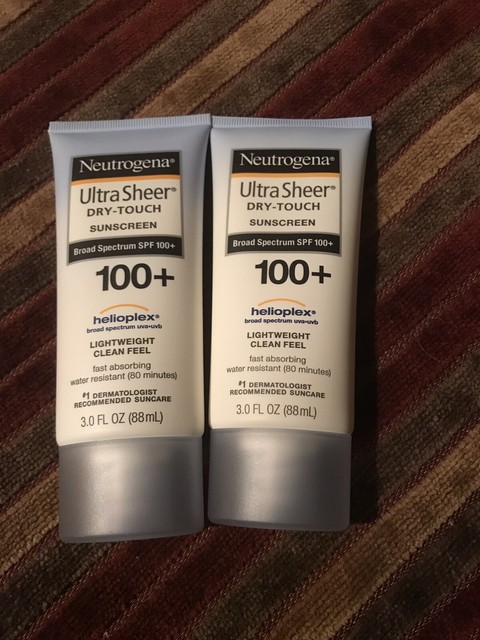 Neutrogena®
Ultra Sheer®
DRY-TOUCH
SUNSCREEN
Broad Spectrum SPF 100+
100+
helioplex®
broad spectrum uva•uvb
LIGHTWEIGHT
CLEAN FEEL
fast absorbing
water resistant (80 minutes)
#1 DERMATOLOGIST
RECOMMENDED SUNCARE
3.0 FL OZ (88mL)
Neutrogena®
Ultra Sheer®
DRY-TOUCH
SUNSCREEN
Broad Spectrum SPF 100+
100+
helioplex®
broad spectrum uva•uvb
LIGHTWEIGHT
CLEAN FEEL
fast absorbing
water resistant (80 minutes)
#1 DERMATOLOGIST
RECOMMENDED SUNCARE
3.0 FL OZ (88mL)